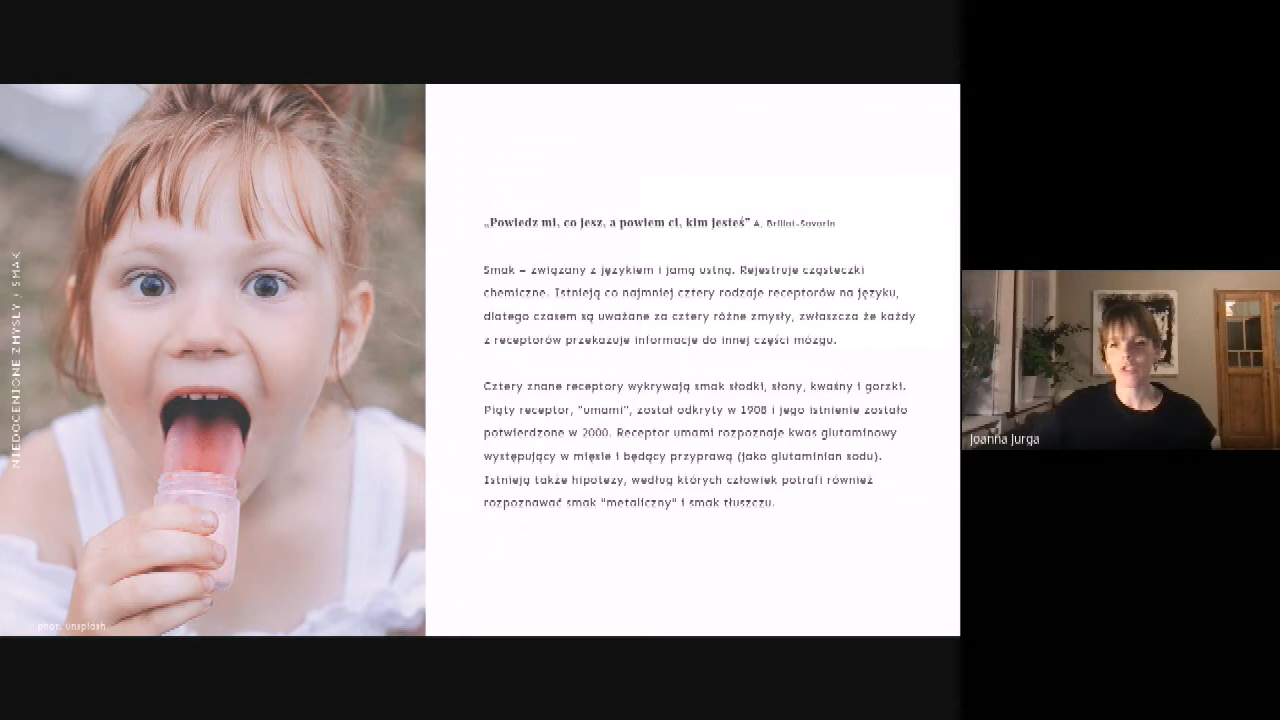 NIEDOCENIONE ZMYSŁY : SMAK
„Powiedz mi, co jesz, a powiem ci, kim jesteś” A. Brillat-Savarin
Smak – związany z językiem i jamą ustną. Rejestruje cząsteczki
chemiczne. Istnieją co najmniej cztery rodzaje receptorów na języku,
dlatego czasem są uważane za cztery różne zmysły, zwłaszcza że każdy
z receptorów przekazuje informacje do innej części mózgu.
Cztery znane receptory wykrywają smak słodki, słony, kwaśny i gorzki.
Piąty receptor, "umami", został odkryty w 1908 i jego istnienie zostało
potwierdzone w 2000. Receptor umami rozpoznaje kwas glutaminowy
występujący w mięsie i będący przyprawą (jako glutaminian sodu).
Istnieją także hipotezy, według których człowiek potrafi również
rozpoznawać smak "metaliczny" i smak tłuszczu.
phot. unsplash
Joanna Jurga